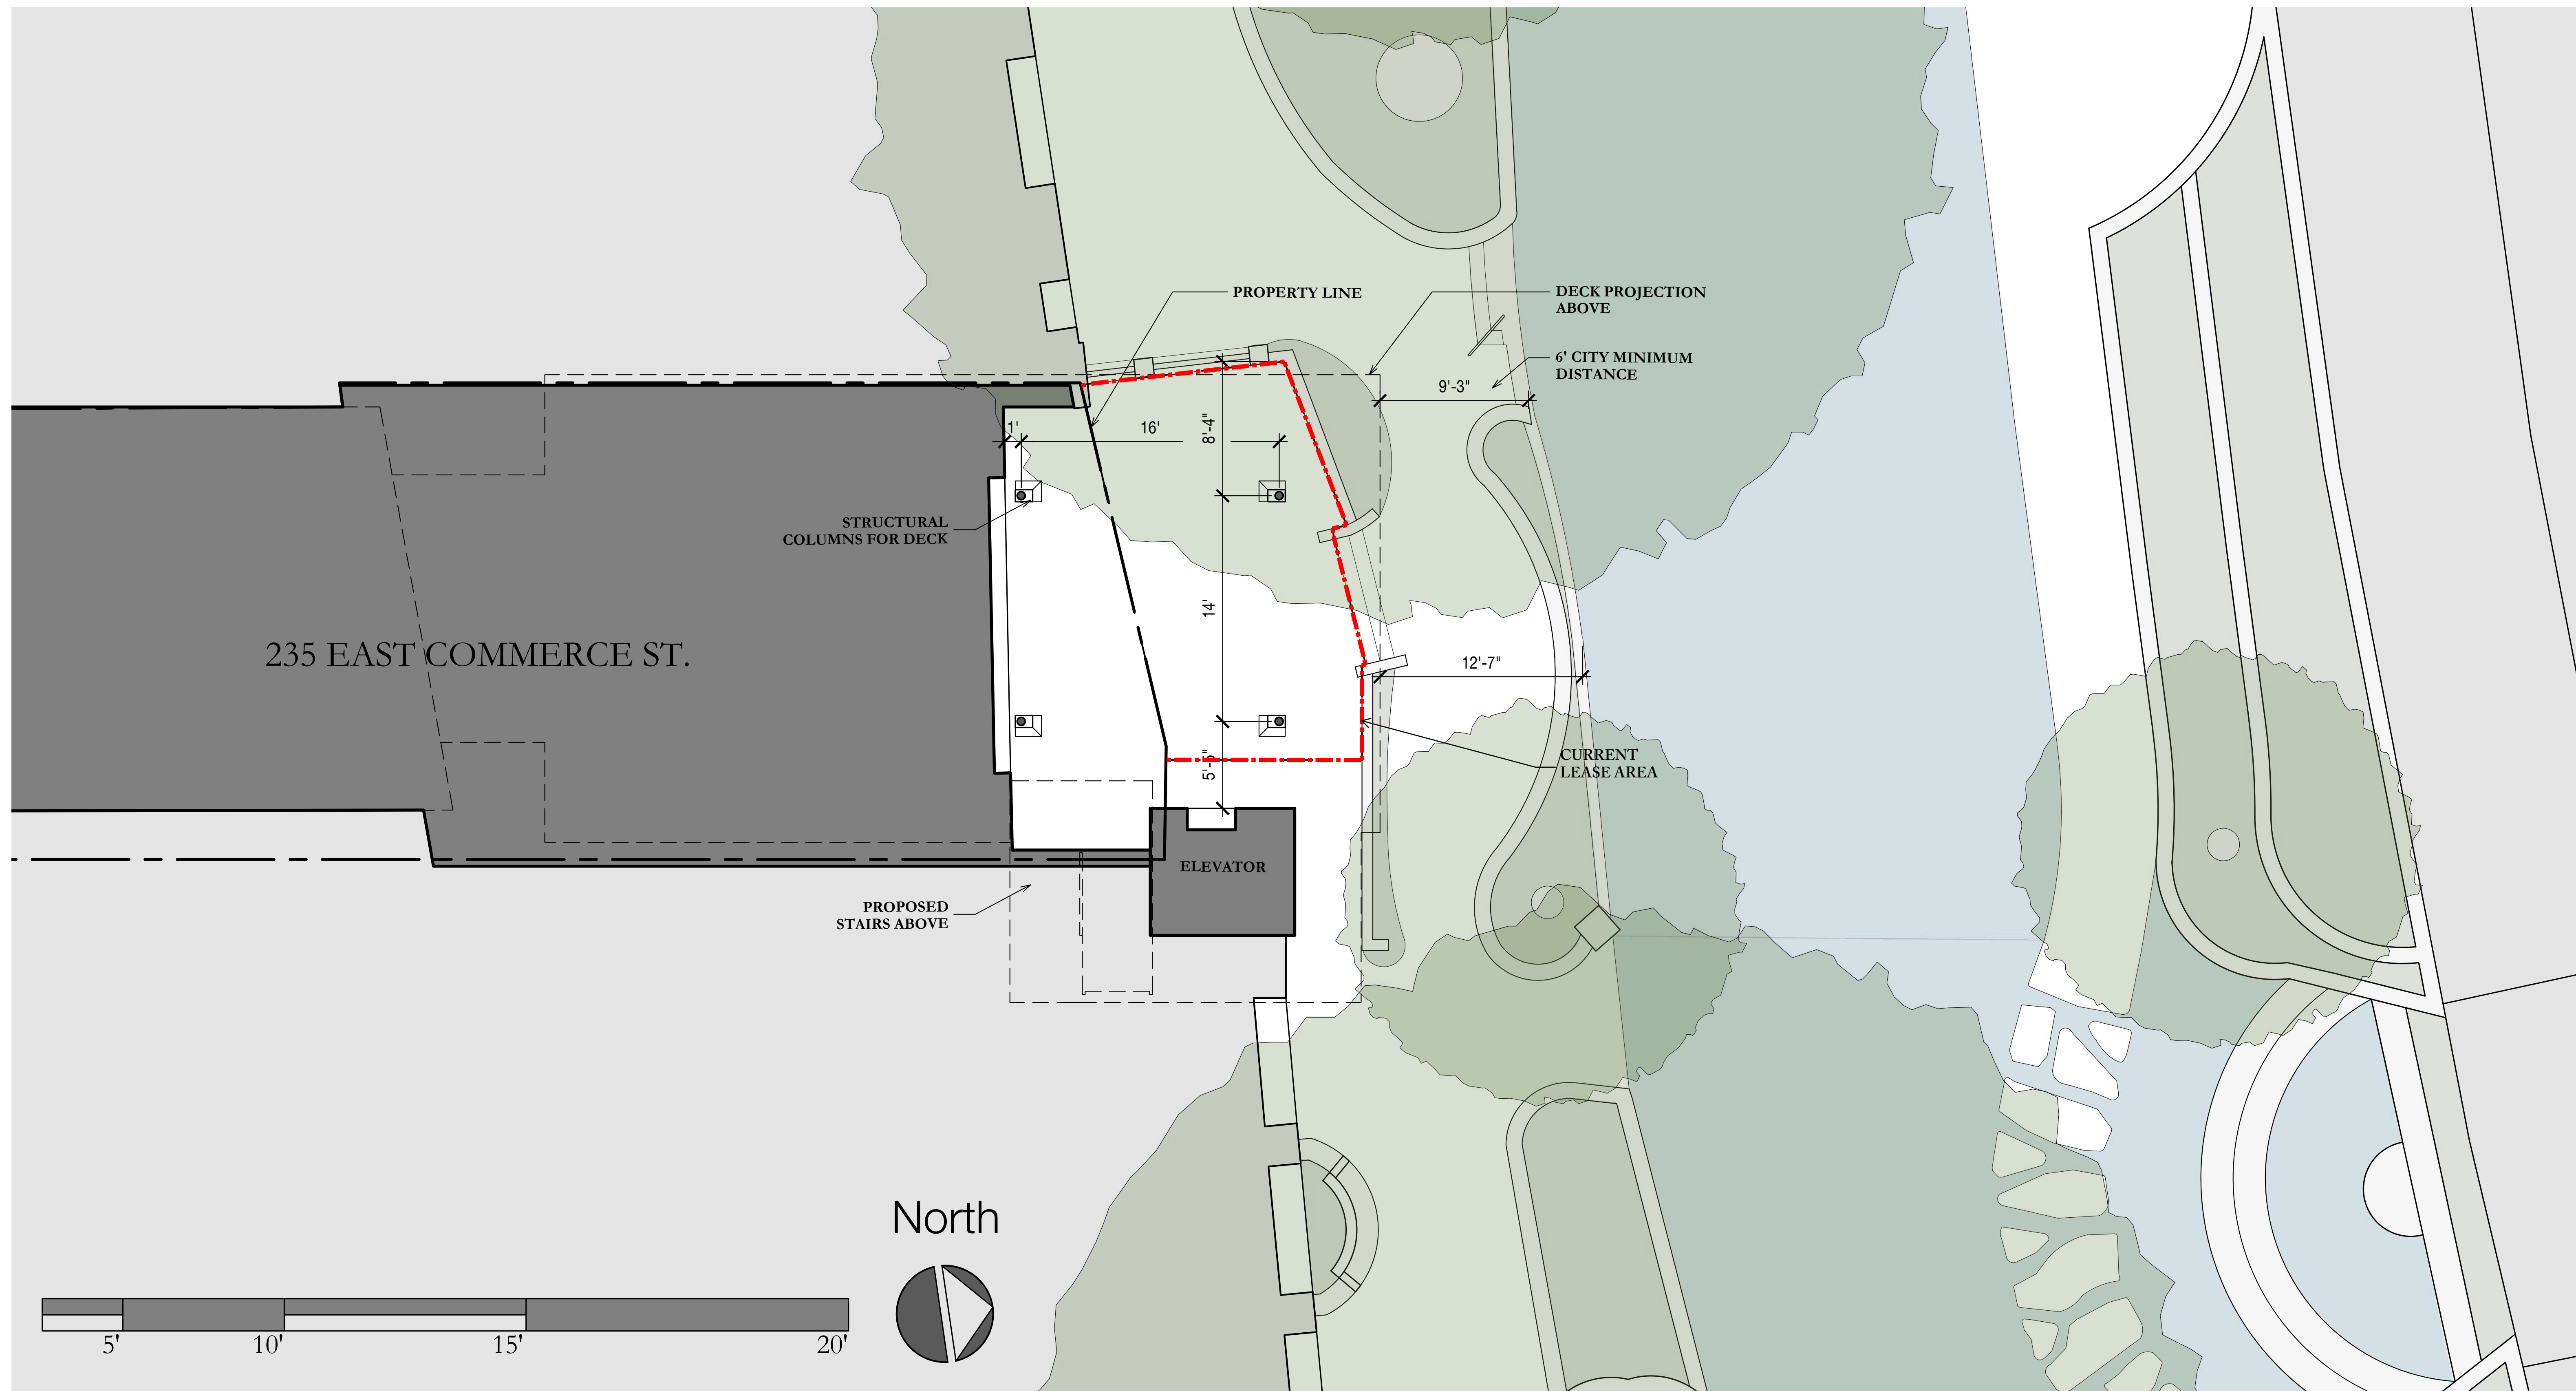 PROPERTY LINE
DECK PROJECTION
ABOVE
6' CITY MINIMUM
DISTANCE
9'-3"
1'
16'
8'-4"
STRUCTURAL
COLUMNS FOR DECK
14'
235 EAST COMMERCE ST.
12'-7"
5'-5"
CURRENT
LEASE AREA
ELEVATOR
PROPOSED
STAIRS ABOVE
North
5'
10'
15'
20'